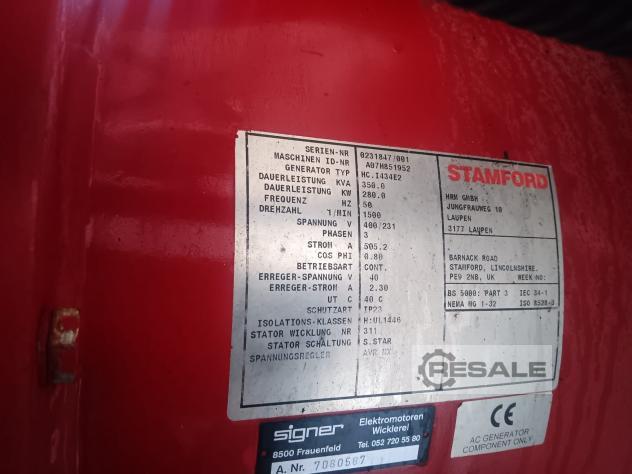 SERIEN-NR 0231847/001
MASCHINEN ID-NR A07H851952
GENERATOR TYP HC.I434E2
DAUERLEISTUNG KVA 350.0
DAUERLEISTUNG KW 280.0
FREQUENZ HZ 50
DREHZAHL 1/MIN 1500
SPANNUNG V 400/231
PHASEN 3
STROM A 505.2
COS PHI 0.80
BETRIEBSART CONT.
ERREGER-SPANNUNG V 40
ERREGER-STROM A 2.30
UT C 40 C
SCHUTZART IP23
ISOLATIONS-KLASSEN H:UL1446
STATOR WICKLUNG NR 311
STATOR SCHALTUNG S.STAR
SPANNUNGSREGLER AVR MX
STAMFORD
HRM GMBH
JUNGFRAUWEG 10
LAUPEN
3177 LAUPEN
BARNACK ROAD
STAMFORD, LINCOLNSHIRE.
PE9 2NB, UK WEEK NO:
BS 5000: PART 3 IEC 34-1
NEMA MG 1-32 ISO 8528-3
RESALE
signer Elektromotoren
Wicklerei
8500 Frauenfeld Tel. 052 720 55 80
A. Nr. 7080587
CE
AC GENERATOR
COMPONENT ONLY